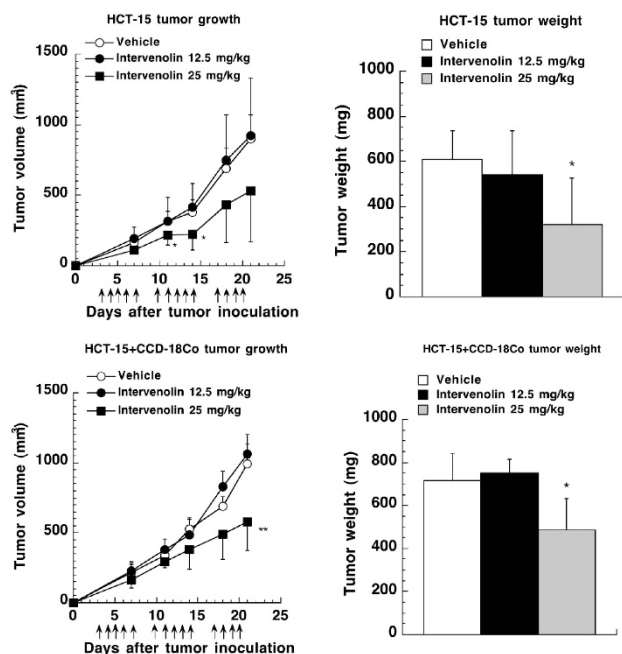 HCT-15 tumor growth
Vehicle
Intervenolin 12.5 mg/kg
Intervenolin 25 mg/kg
Tumor volume (mm³)
1500
1000
500
0
*
*
0 5 10 15 20 25
Days after tumor inoculation
HCT-15 tumor weight
Vehicle
Intervenolin 12.5 mg/kg
Intervenolin 25 mg/kg
Tumor weight (mg)
1000
800
600
400
200
0
*
HCT-15+CCD-18Co tumor growth
Vehicle
Intervenolin 12.5 mg/kg
Intervenolin 25 mg/kg
Tumor volume (mm³)
1500
1000
500
0
**
0 5 10 15 20 25
Days after tumor inoculation
HCT-15+CCD-18Co tumor weight
Vehicle
Intervenolin 12.5 mg/kg
Intervenolin 25 mg/kg
Tumor weight (mg)
1000
800
600
400
200
0
*